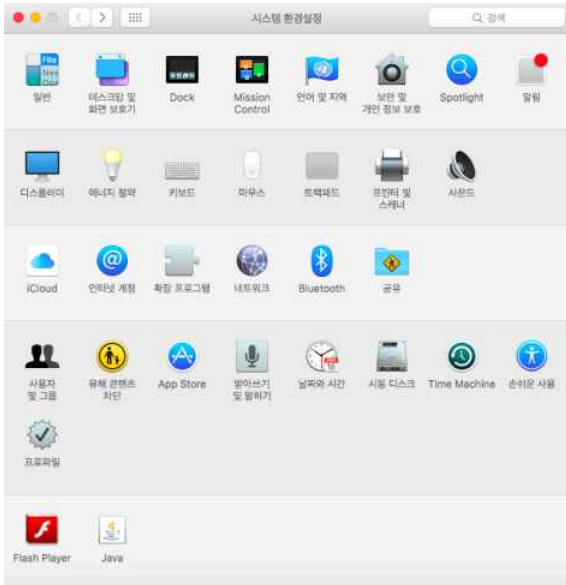 시스템 환경설정
검색
일반
데스크탑 및
화면 보호기
Dock
Mission
Control
언어 및 지역
보안 및
개인 정보 보호
Spotlight
알림
디스플레이
에너지 절약
키보드
마우스
트랙패드
프린터 및
스캐너
사운드
iCloud
인터넷 계정
확장 프로그램
네트워크
Bluetooth
공유
사용자
및 그룹
유해 콘텐츠
차단
App Store
받아쓰기
및 말하기
날짜와 시간
시동 디스크
Time Machine
손쉬운 사용
프로파일
Flash Player
Java